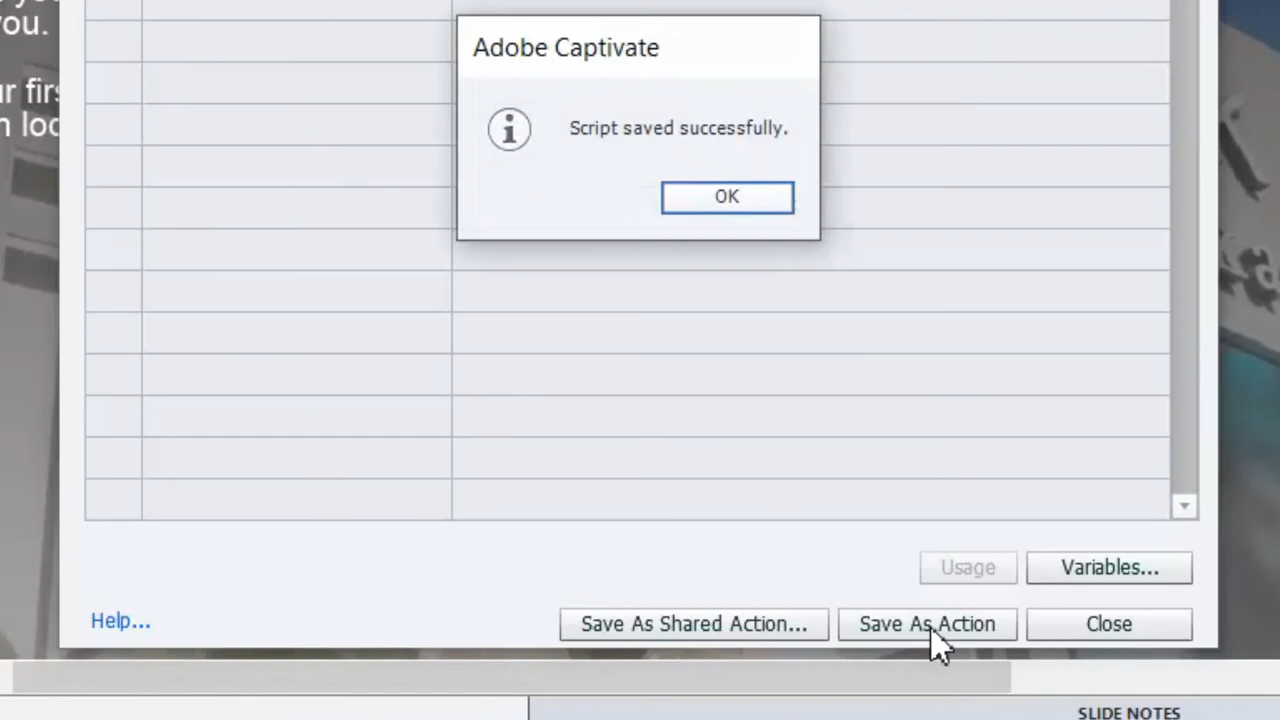 you.
Adobe Captivate
Script saved successfully.
OK
Usage
Variables...
Help...
Save As Shared Action...
Save As Action
Close
SLIDE NOTES